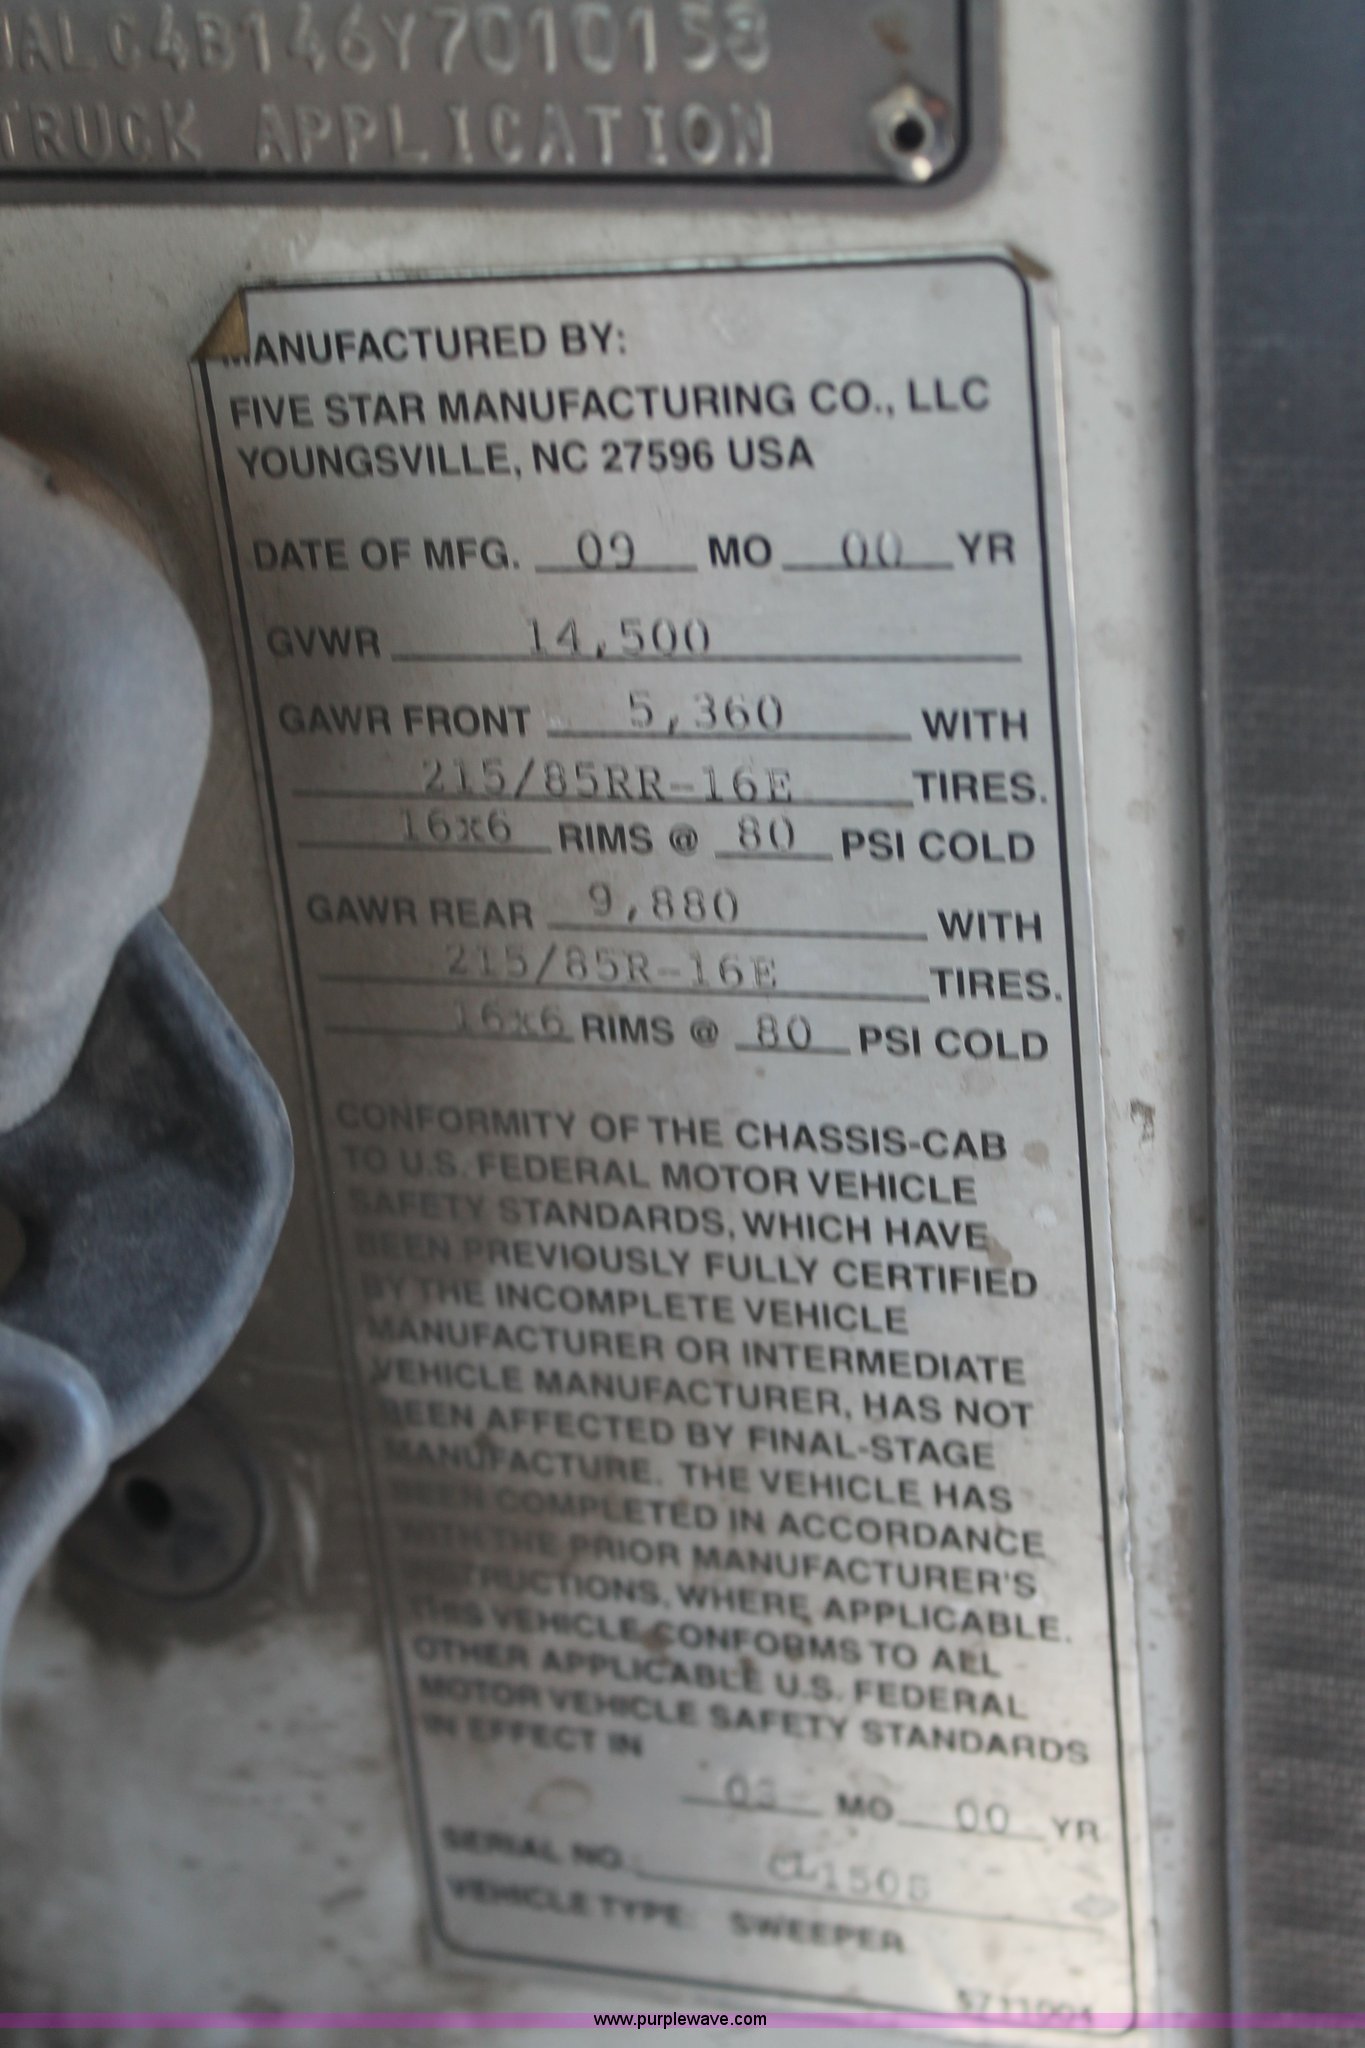 JALC4B146Y7010158
TRUCK APPLICATION
MANUFACTURED BY:
FIVE STAR MANUFACTURING CO., LLC
YOUNGSVILLE, NC 27596 USA
DATE OF MFG. 09 MO 00 YR
GVWR 14,500
GAWR FRONT 5,360 WITH
215/85RR-16E TIRES.
16x6 RIMS @ 80 PSI COLD
GAWR REAR 9,880 WITH
215/85R-16E TIRES.
16x6 RIMS @ 80 PSI COLD
CONFORMITY OF THE CHASSIS-CAB
TO U.S. FEDERAL MOTOR VEHICLE
SAFETY STANDARDS, WHICH HAVE
BEEN PREVIOUSLY FULLY CERTIFIED
BY THE INCOMPLETE VEHICLE
MANUFACTURER OR INTERMEDIATE
VEHICLE MANUFACTURER, HAS NOT
BEEN AFFECTED BY FINAL-STAGE
MANUFACTURE. THE VEHICLE HAS
BEEN COMPLETED IN ACCORDANCE
WITH THE PRIOR MANUFACTURER'S
INSTRUCTIONS, WHERE APPLICABLE.
THIS VEHICLE CONFORMS TO ALL
OTHER APPLICABLE U.S. FEDERAL
MOTOR VEHICLE SAFETY STANDARDS
IN EFFECT IN
MO 00 YR
SERIAL NO.
VEHICLE TYPE: SWEEPER
www.purplewave.com